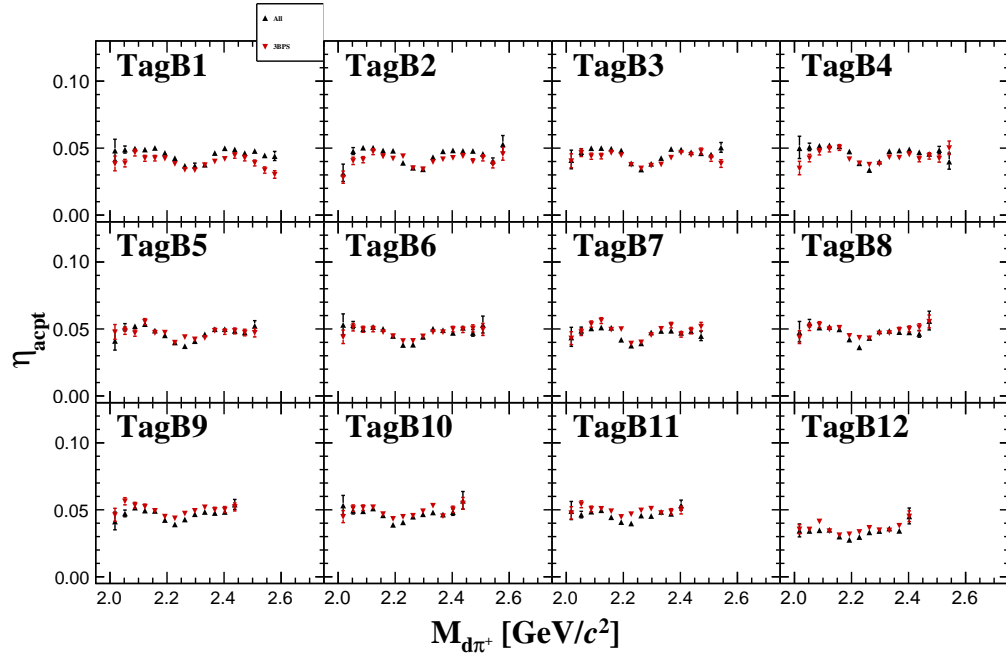 All
3BPS
TagB1 TagB2 TagB3 TagB4
0.10
0.05
0.00
TagB5 TagB6 TagB7 TagB8
0.10
0.05
0.00
TagB9 TagB10 TagB11 TagB12
0.10
0.05
0.00
η_acpt
2.0 2.2 2.4 2.6 2.0 2.2 2.4 2.6 2.0 2.2 2.4 2.6 2.0 2.2 2.4 2.6
M_dπ⁺ [GeV/c²]